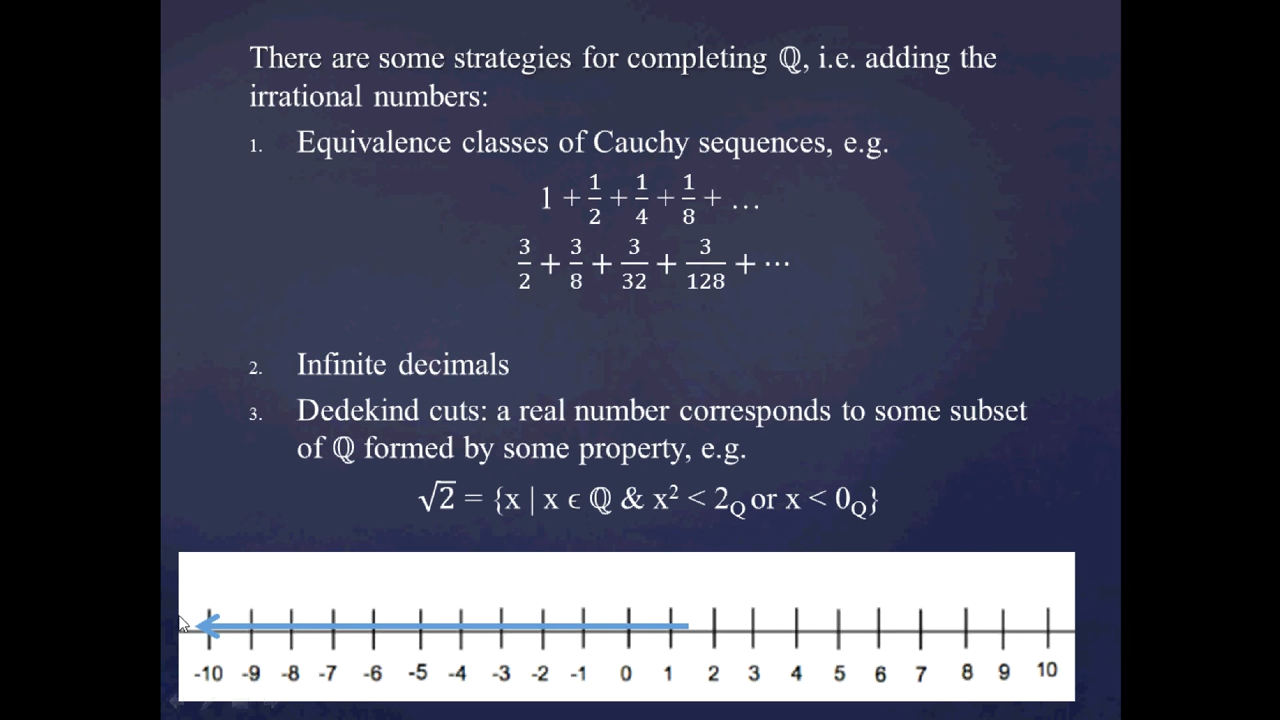 There are some strategies for completing ℚ, i.e. adding the
irrational numbers:
1. Equivalence classes of Cauchy sequences, e.g.
1 + 1/2 + 1/4 + 1/8 + …
3/2 + 3/8 + 3/32 + 3/128 + ⋯
2. Infinite decimals
3. Dedekind cuts: a real number corresponds to some subset
of ℚ formed by some property, e.g.
√2 = {x | x ϵ ℚ & x² < 2_Q or x < 0_Q}
-10 -9 -8 -7 -6 -5 -4 -3 -2 -1 0 1 2 3 4 5 6 7 8 9 10